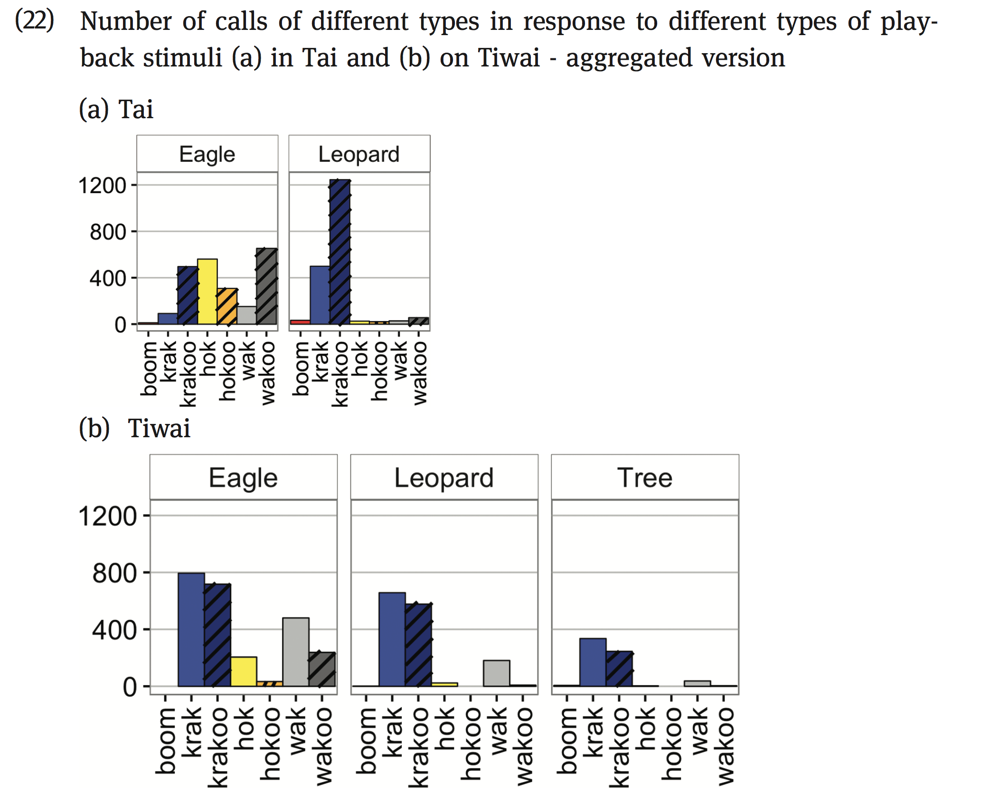 (22) Number of calls of different types in response to different types of play-
back stimuli (a) in Tai and (b) on Tiwai - aggregated version
(a) Tai
Eagle Leopard
1200
800
400
0
boom krak krakoo hok hokoo wak wakoo boom krak krakoo hok hokoo wak wakoo
(b) Tiwai
Eagle Leopard Tree
1200
800
400
0
boom krak krakoo hok hokoo wak wakoo boom krak krakoo hok hokoo wak wakoo boom krak krakoo hok hokoo wak wakoo